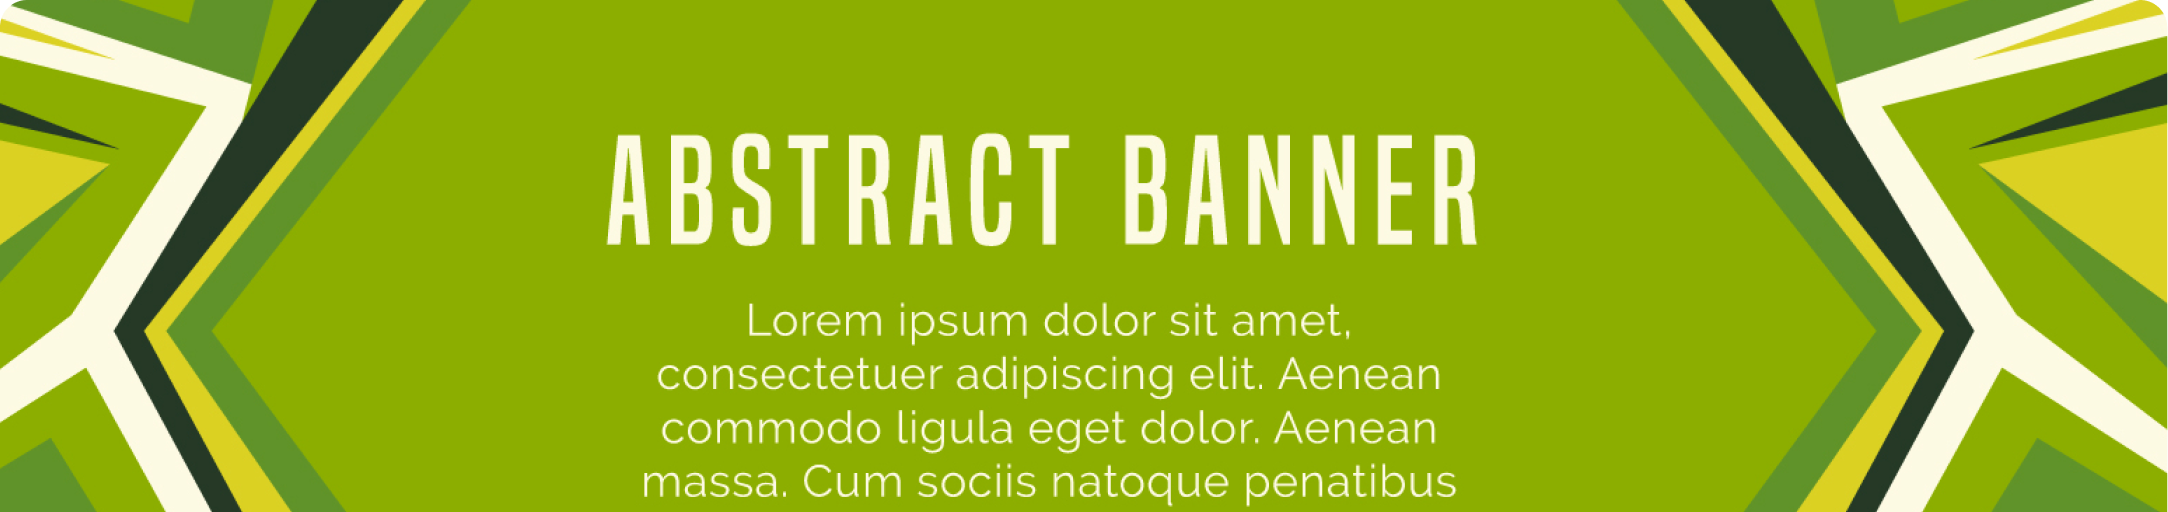 ABSTRACT BANNER
Lorem ipsum dolor sit amet,
consectetuer adipiscing elit. Aenean
commodo ligula eget dolor. Aenean
massa. Cum sociis natoque penatibus